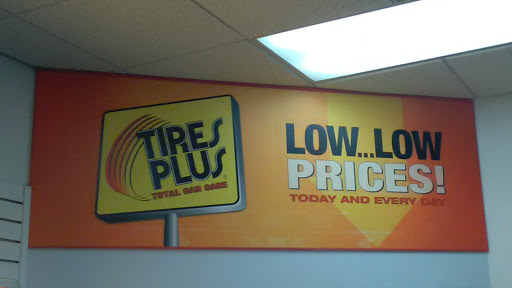 TIRES
PLUS
TOTAL CAR CARE
LOW...LOW
PRICES!
TODAY AND EVERY DAY